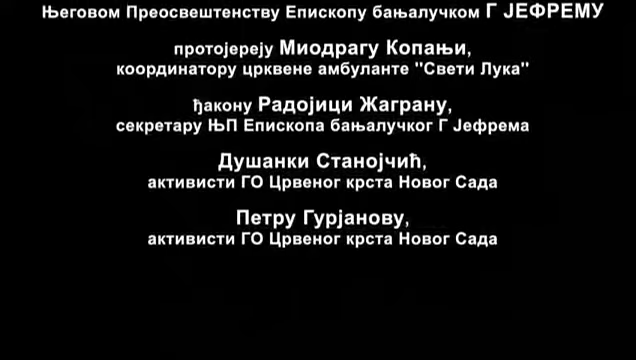 Његовом Преосвештенству Епископу бањалучком Г ЈЕФРЕМУ
протојереју Миодрагу Копањи,
координатору црквене амбуланте "Свети Лука"
ђакону Радојици Жаграну,
секретару ЊП Епископа бањалучког Г Јефрема
Душанки Станојчић,
активисти ГО Црвеног крста Новог Сада
Петру Гурјанову,
активисти ГО Црвеног крста Новог Сада